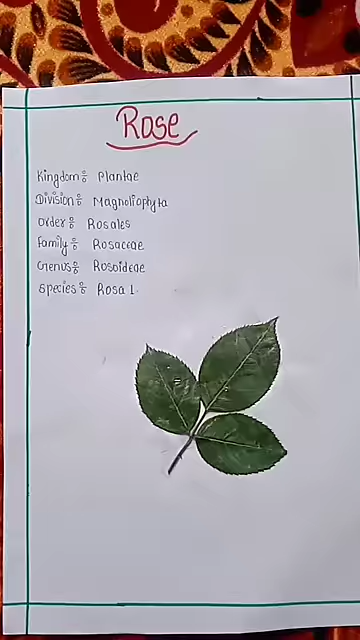 Rose
Kingdom: Plantae
Division: Magnoliophyta
Order: Rosales
Family: Rosaceae
Genus: Rosoideae
Species: Rosa l.